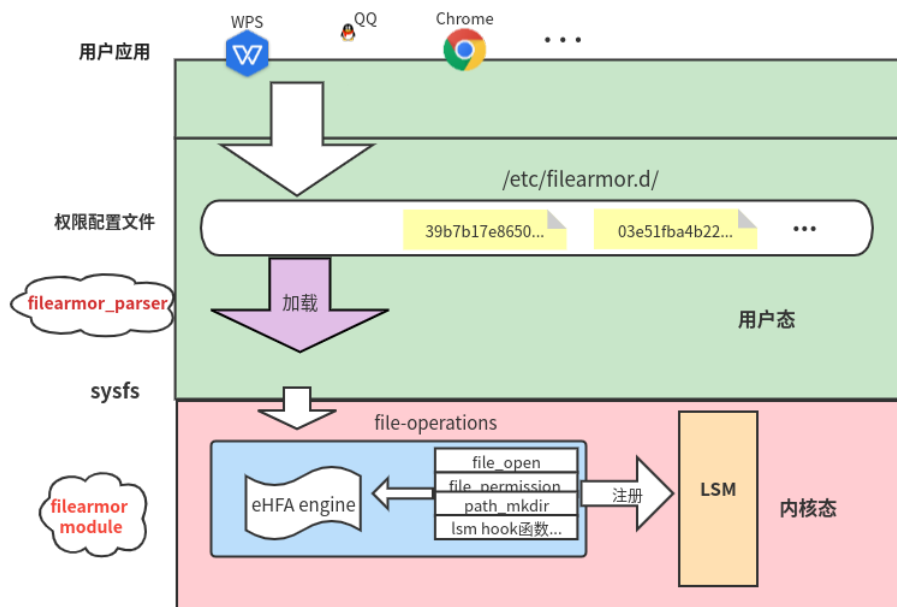 WPS
QQ
Chrome
...
用户应用
/etc/filearmor.d/
权限配置文件
39b7b17e8650...
03e51fba4b22...
...
filearmor_parser
加载
用户态
sysfs
file-operations
file_open
file_permission
path_mkdir
lsm hook函数...
eHFA engine
注册
LSM
filearmor
module
内核态